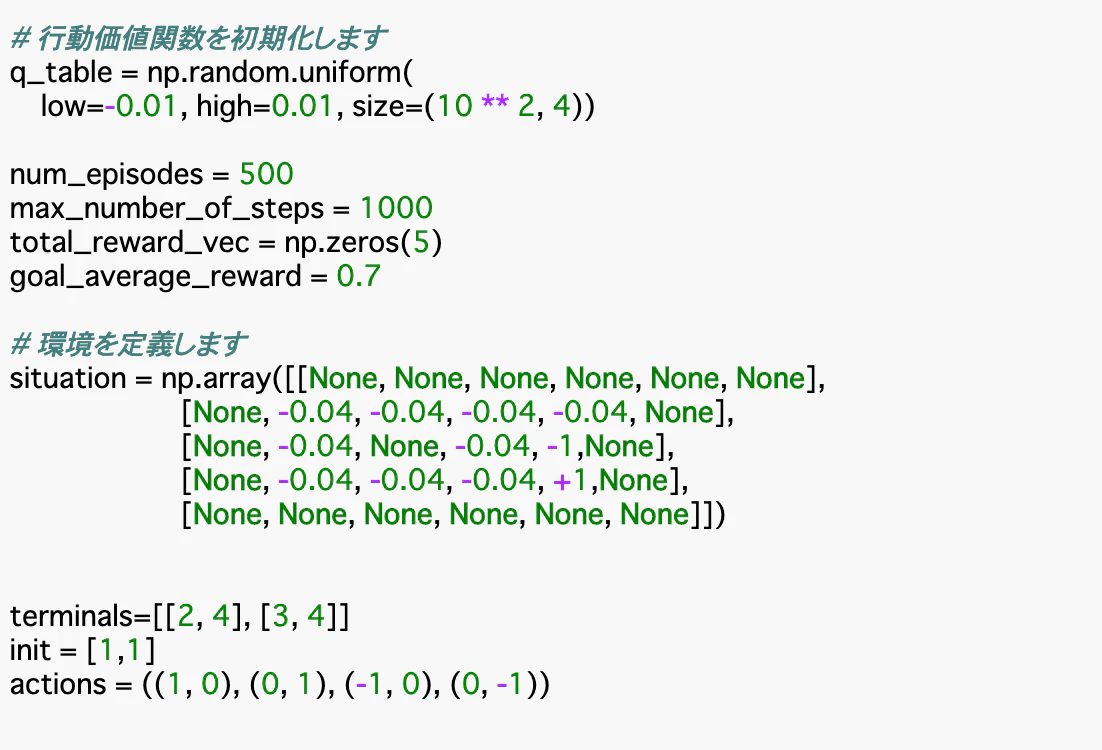 # 行動価値関数を初期化します
q_table = np.random.uniform(
    low=-0.01, high=0.01, size=(10 ** 2, 4))
num_episodes = 500
max_number_of_steps = 1000
total_reward_vec = np.zeros(5)
goal_average_reward = 0.7
# 環境を定義します
situation = np.array([[None, None, None, None, None, None],
                      [None, -0.04, -0.04, -0.04, -0.04, None],
                      [None, -0.04, None, -0.04, -1,None],
                      [None, -0.04, -0.04, -0.04, +1,None],
                      [None, None, None, None, None, None]])
terminals=[[2, 4], [3, 4]]
init = [1,1]
actions = ((1, 0), (0, 1), (-1, 0), (0, -1))